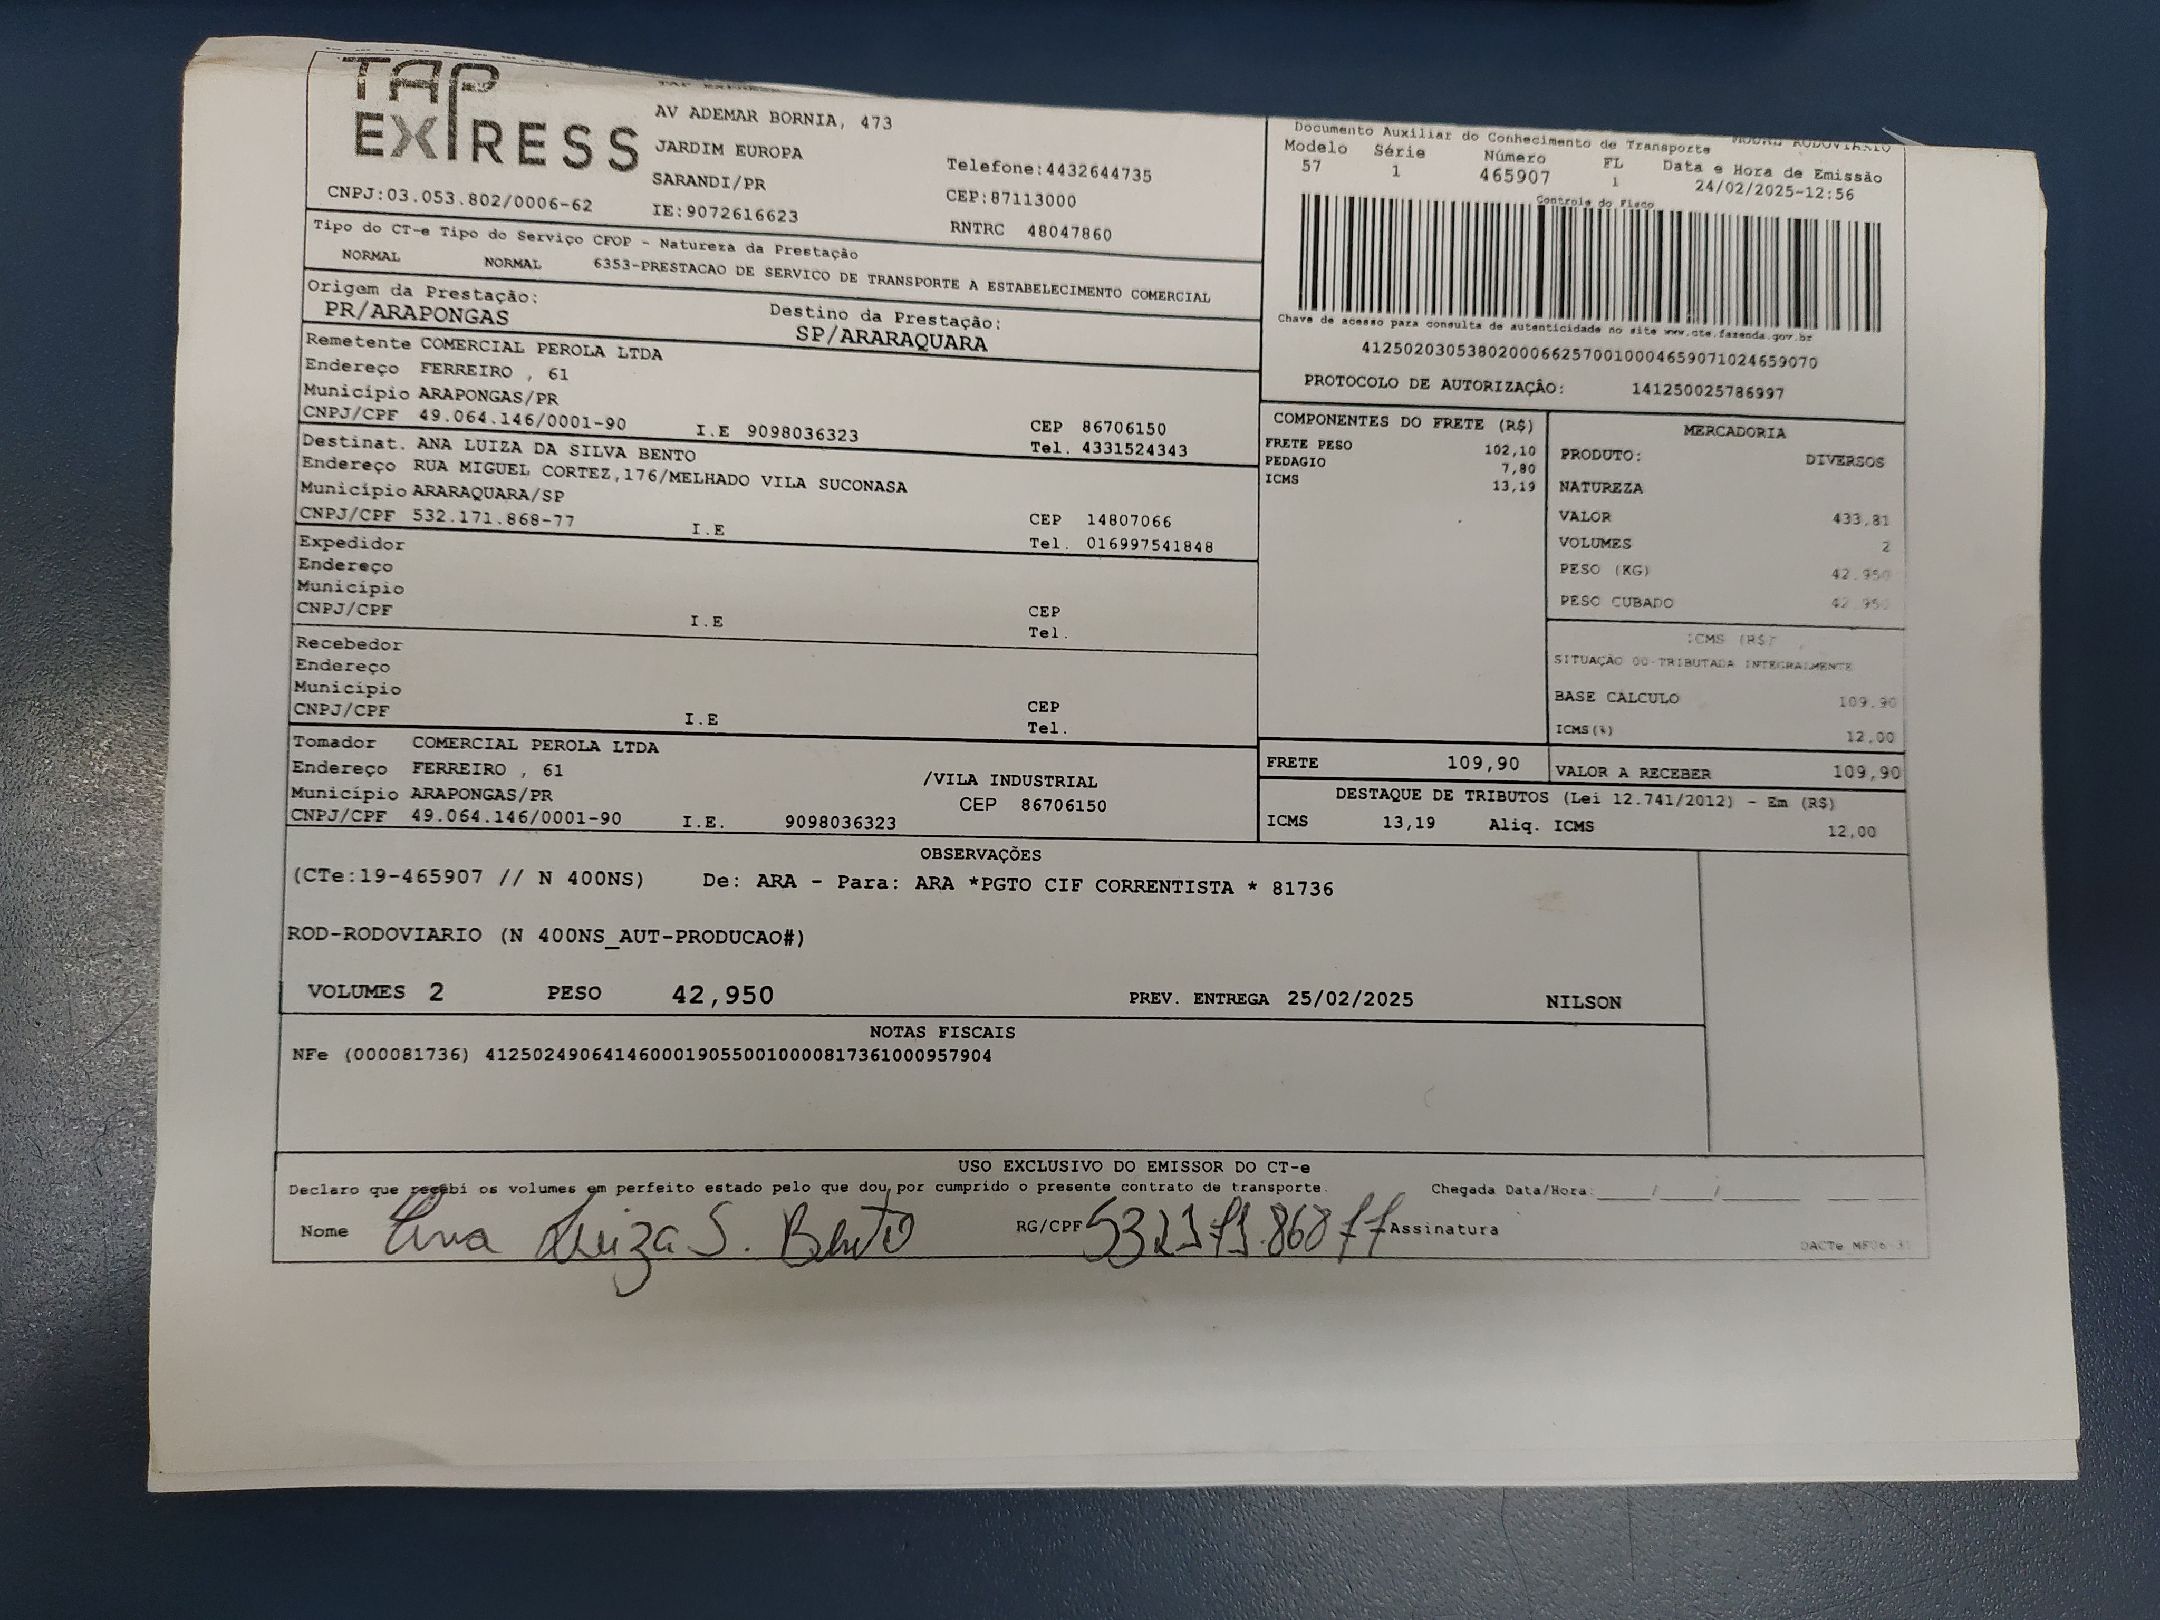 TAP
EXPRESS
AV ADEMAR BORNIA, 473
JARDIM EUROPA
SARANDI/PR
Telefone:4432644735
CEP:87113000
CNPJ:03.053.802/0006-62
IE:9072616623
RNTRC 48047860
Tipo do CT-e Tipo do Serviço CFOP - Natureza da Prestação
NORMAL NORMAL 6353-PRESTACAO DE SERVICO DE TRANSPORTE A ESTABELECIMENTO COMERCIAL
Origem da Prestação:
PR/ARAPONGAS
Destino da Prestação:
SP/ARARAQUARA
Documento Auxiliar do Conhecimento de Transporte
Modelo Série Número FL Data e Hora de Emissão
57 1 465907 1 24/02/2025-12:56
Controle do Fisco
Chave de acesso para consulta de autenticidade no site www.cte.fazenda.gov.br
41250203053802000662570010004659071024659070
PROTOCOLO DE AUTORIZAÇÃO: 141250025786997
Remetente COMERCIAL PEROLA LTDA
Endereço FERREIRO , 61
Município ARAPONGAS/PR
CNPJ/CPF 49.064.146/0001-90 I.E 9098036323
CEP 86706150
Tel. 4331524343
Destinat. ANA LUIZA DA SILVA BENTO
Endereço RUA MIGUEL CORTEZ,176/MELHADO VILA SUCONASA
Município ARARAQUARA/SP
CNPJ/CPF 532.171.868-77 I.E
CEP 14807066
Tel. 016997541848
Expedidor
Endereço
Município
CNPJ/CPF I.E
CEP
Tel.
Recebedor
Endereço
Município
CNPJ/CPF I.E
CEP
Tel.
Tomador COMERCIAL PEROLA LTDA
Endereço FERREIRO , 61 /VILA INDUSTRIAL
Município ARAPONGAS/PR CEP 86706150
CNPJ/CPF 49.064.146/0001-90 I.E. 9098036323
COMPONENTES DO FRETE (R$)
FRETE PESO 102,10
PEDAGIO 7,80
ICMS 13,19
MERCADORIA
PRODUTO: DIVERSOS
NATUREZA
VALOR 433,81
VOLUMES 2
PESO (KG) 42.950
PESO CUBADO 42.950
ICMS (R$)
SITUAÇÃO 00-TRIBUTADA INTEGRALMENTE
BASE CALCULO 109.90
ICMS(%) 12.00
FRETE 109,90
VALOR A RECEBER 109,90
DESTAQUE DE TRIBUTOS (Lei 12.741/2012) - Em (R$)
ICMS 13,19 Aliq. ICMS 12,00
OBSERVAÇÕES
(CTe:19-465907 // N 400NS) De: ARA - Para: ARA *PGTO CIF CORRENTISTA * 81736
ROD-RODOVIARIO (N 400NS_AUT-PRODUCAO#)
VOLUMES 2 PESO 42,950 PREV. ENTREGA 25/02/2025 NILSON
NOTAS FISCAIS
NFe (000081736) 41250249064146000190550010000817361000957904
USO EXCLUSIVO DO EMISSOR DO CT-e
Declaro que recebi os volumes em perfeito estado pelo que dou por cumprido o presente contrato de transporte. Chegada Data/Hora:____/____/______
Nome Ana Luiza S. Bento RG/CPF 532171.86877 Assinatura